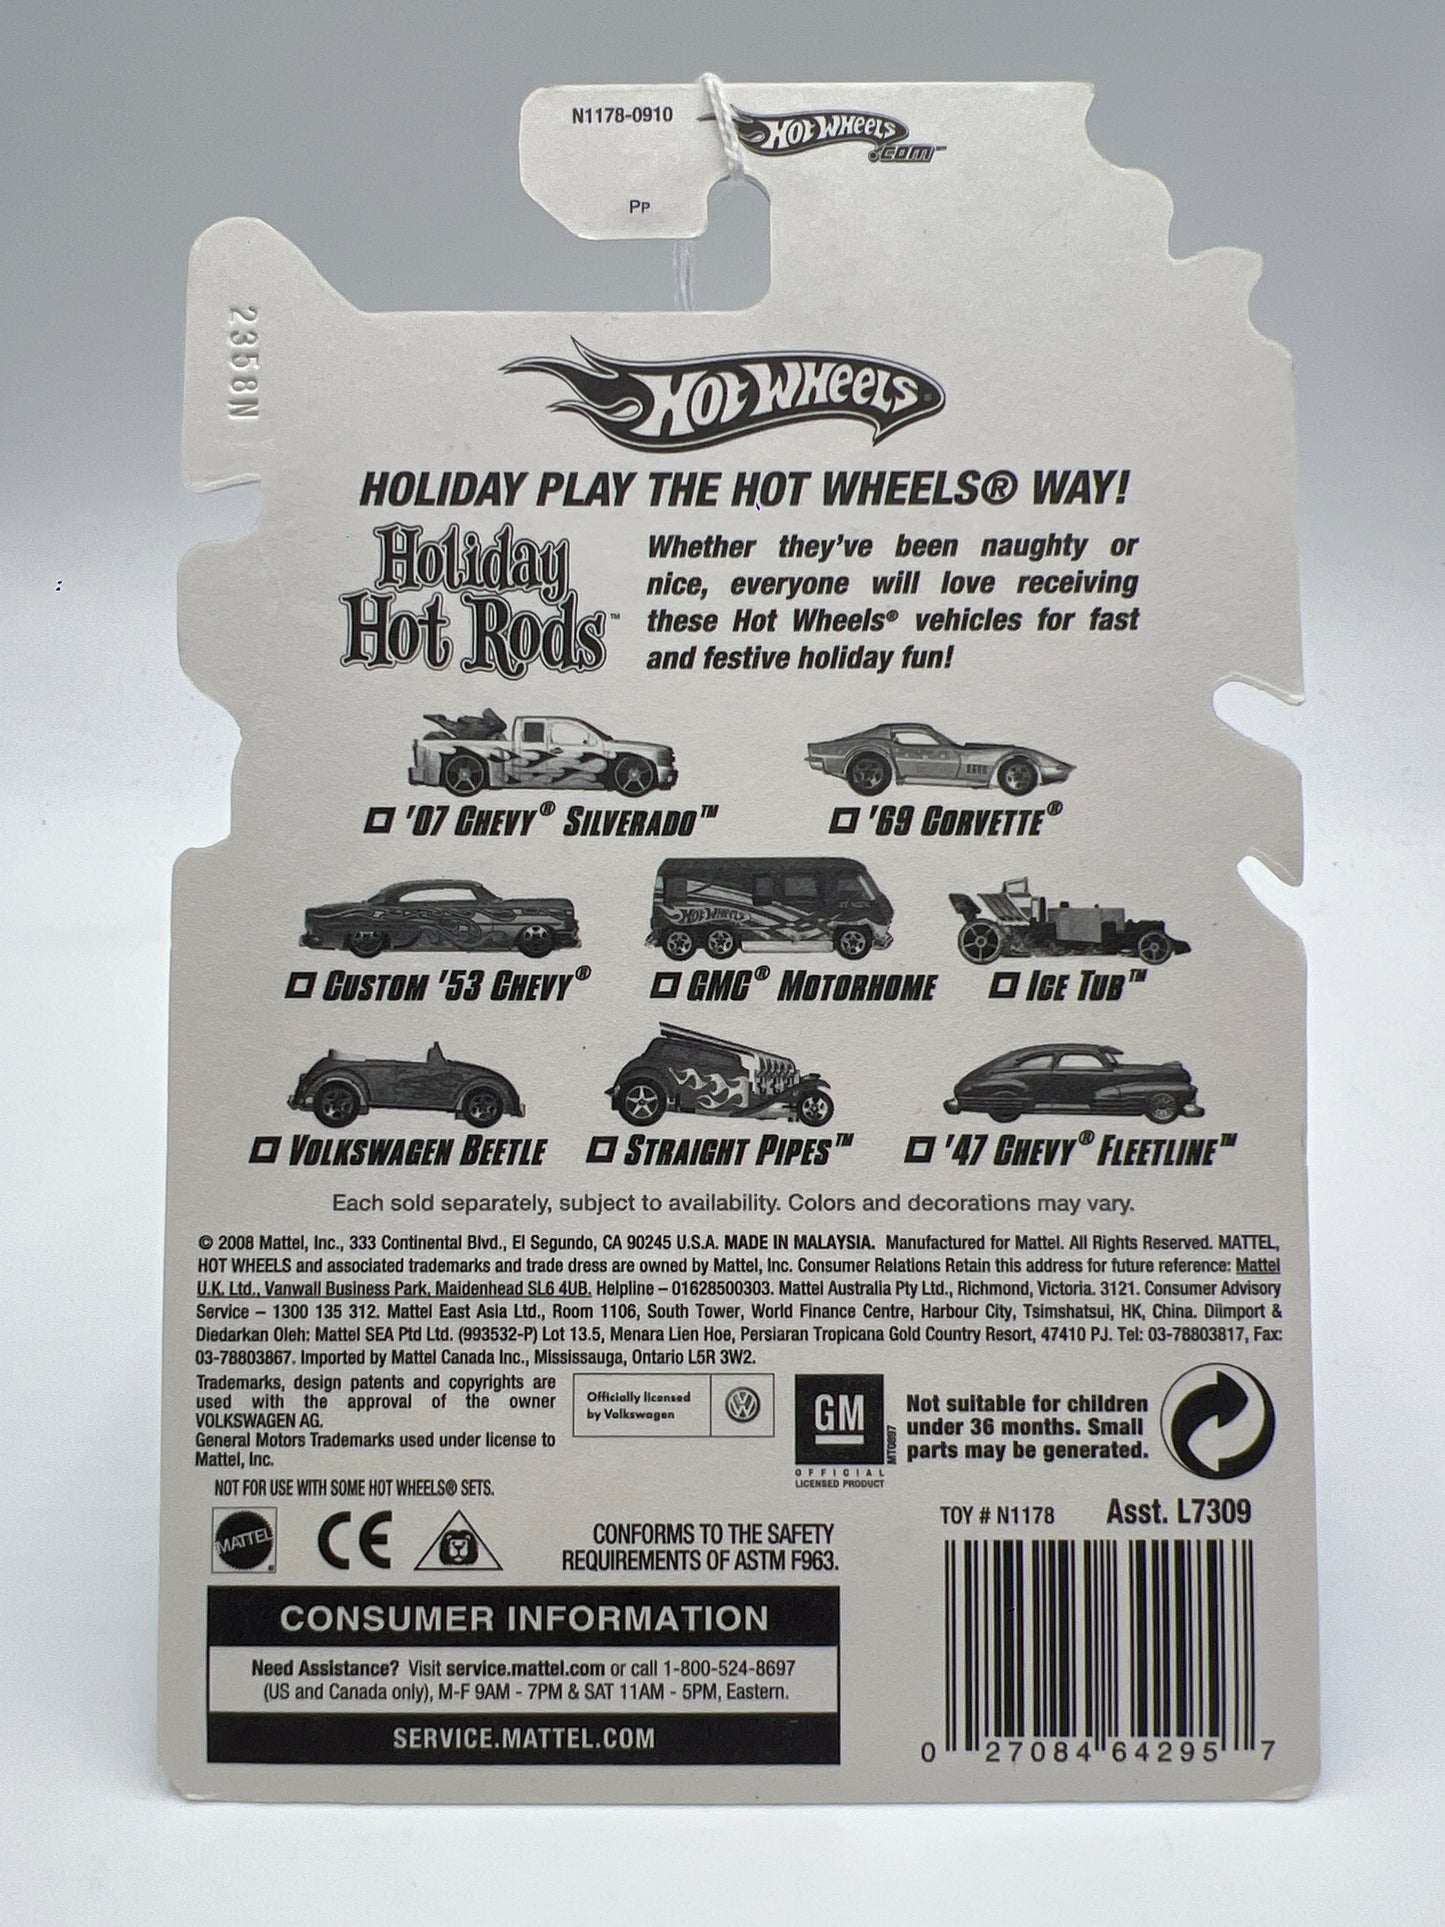 N1178-0910
HOT WHEELS
.com™
PP
2358N
HOT WHEELS®
HOLIDAY PLAY THE HOT WHEELS® WAY!
Holiday
Hot Rods™
Whether they've been naughty or
nice, everyone will love receiving
these Hot Wheels® vehicles for fast
and festive holiday fun!
'07 CHEVY® SILVERADO™
'69 CORVETTE®
HOT WHEELS
CUSTOM '53 CHEVY®
GMC® MOTORHOME
ICE TUB™
VOLKSWAGEN BEETLE
STRAIGHT PIPES™
'47 CHEVY® FLEETLINE™
Each sold separately, subject to availability. Colors and decorations may vary.
© 2008 Mattel, Inc., 333 Continental Blvd., El Segundo, CA 90245 U.S.A. MADE IN MALAYSIA. Manufactured for Mattel. All Rights Reserved. MATTEL,
HOT WHEELS and associated trademarks and trade dress are owned by Mattel, Inc. Consumer Relations Retain this address for future reference: Mattel
U.K. Ltd., Vanwall Business Park, Maidenhead SL6 4UB. Helpline – 01628500303. Mattel Australia Pty Ltd., Richmond, Victoria. 3121. Consumer Advisory
Service – 1300 135 312. Mattel East Asia Ltd., Room 1106, South Tower, World Finance Centre, Harbour City, Tsimshatsui, HK, China. Diimport &
Diedarkan Oleh: Mattel SEA Ptd Ltd. (993532-P) Lot 13.5, Menara Lien Hoe, Persiaran Tropicana Gold Country Resort, 47410 PJ. Tel: 03-78803817, Fax:
03-78803867. Imported by Mattel Canada Inc., Mississauga, Ontario L5R 3W2.
Trademarks, design patents and copyrights are
used with the approval of the owner
VOLKSWAGEN AG.
General Motors Trademarks used under license to
Mattel, Inc.
Officially licensed
by Volkswagen
GM
MT0897
OFFICIAL
LICENSED PRODUCT
Not suitable for children
under 36 months. Small
parts may be generated.
NOT FOR USE WITH SOME HOT WHEELS® SETS.
MATTEL®
CE
CONFORMS TO THE SAFETY
REQUIREMENTS OF ASTM F963.
TOY # N1178
Asst. L7309
CONSUMER INFORMATION
Need Assistance? Visit service.mattel.com or call 1-800-524-8697
(US and Canada only), M-F 9AM - 7PM & SAT 11AM - 5PM, Eastern.
SERVICE.MATTEL.COM
0 27084 64295 7